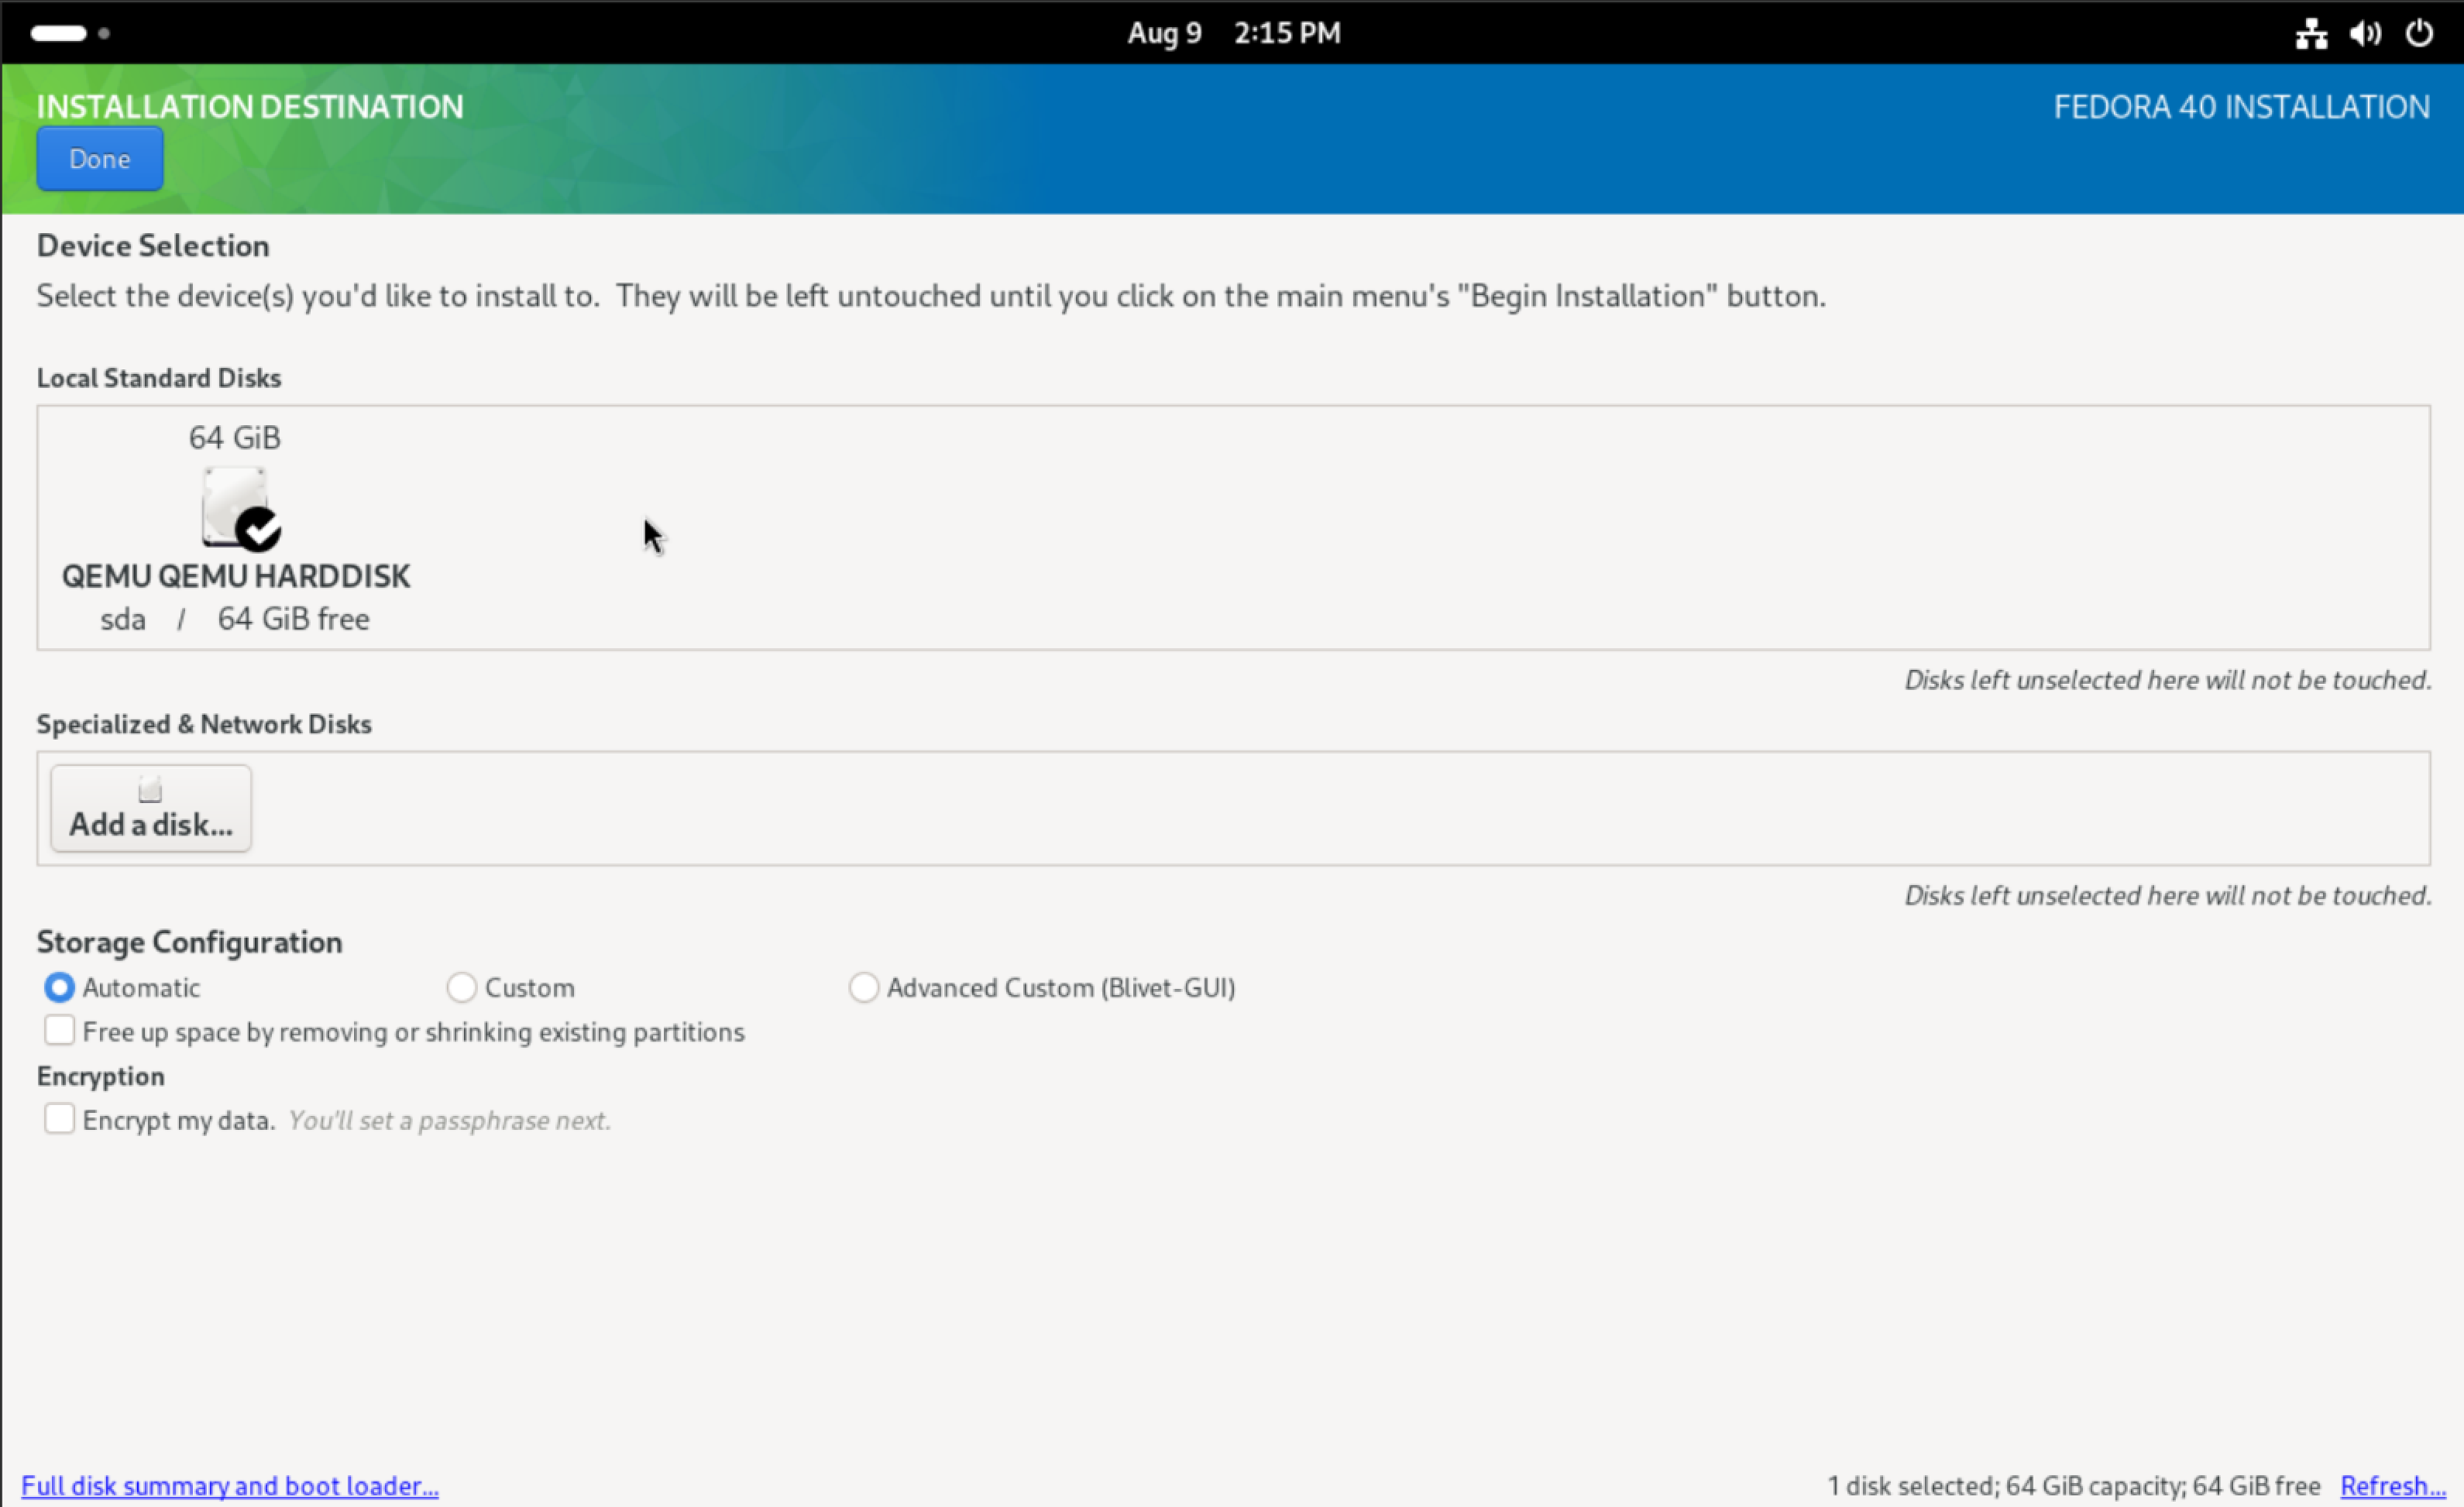 Aug 9 2:15 PM
INSTALLATION DESTINATION
FEDORA 40 INSTALLATION
Done
Device Selection
Select the device(s) you'd like to install to. They will be left untouched until you click on the main menu's "Begin Installation" button.
Local Standard Disks
64 GiB
QEMU QEMU HARDDISK
sda / 64 GiB free
Disks left unselected here will not be touched.
Specialized & Network Disks
Add a disk...
Disks left unselected here will not be touched.
Storage Configuration
Automatic Custom Advanced Custom (Blivet-GUI)
Free up space by removing or shrinking existing partitions
Encryption
Encrypt my data. You'll set a passphrase next.
Full disk summary and boot loader...
1 disk selected; 64 GiB capacity; 64 GiB free Refresh...